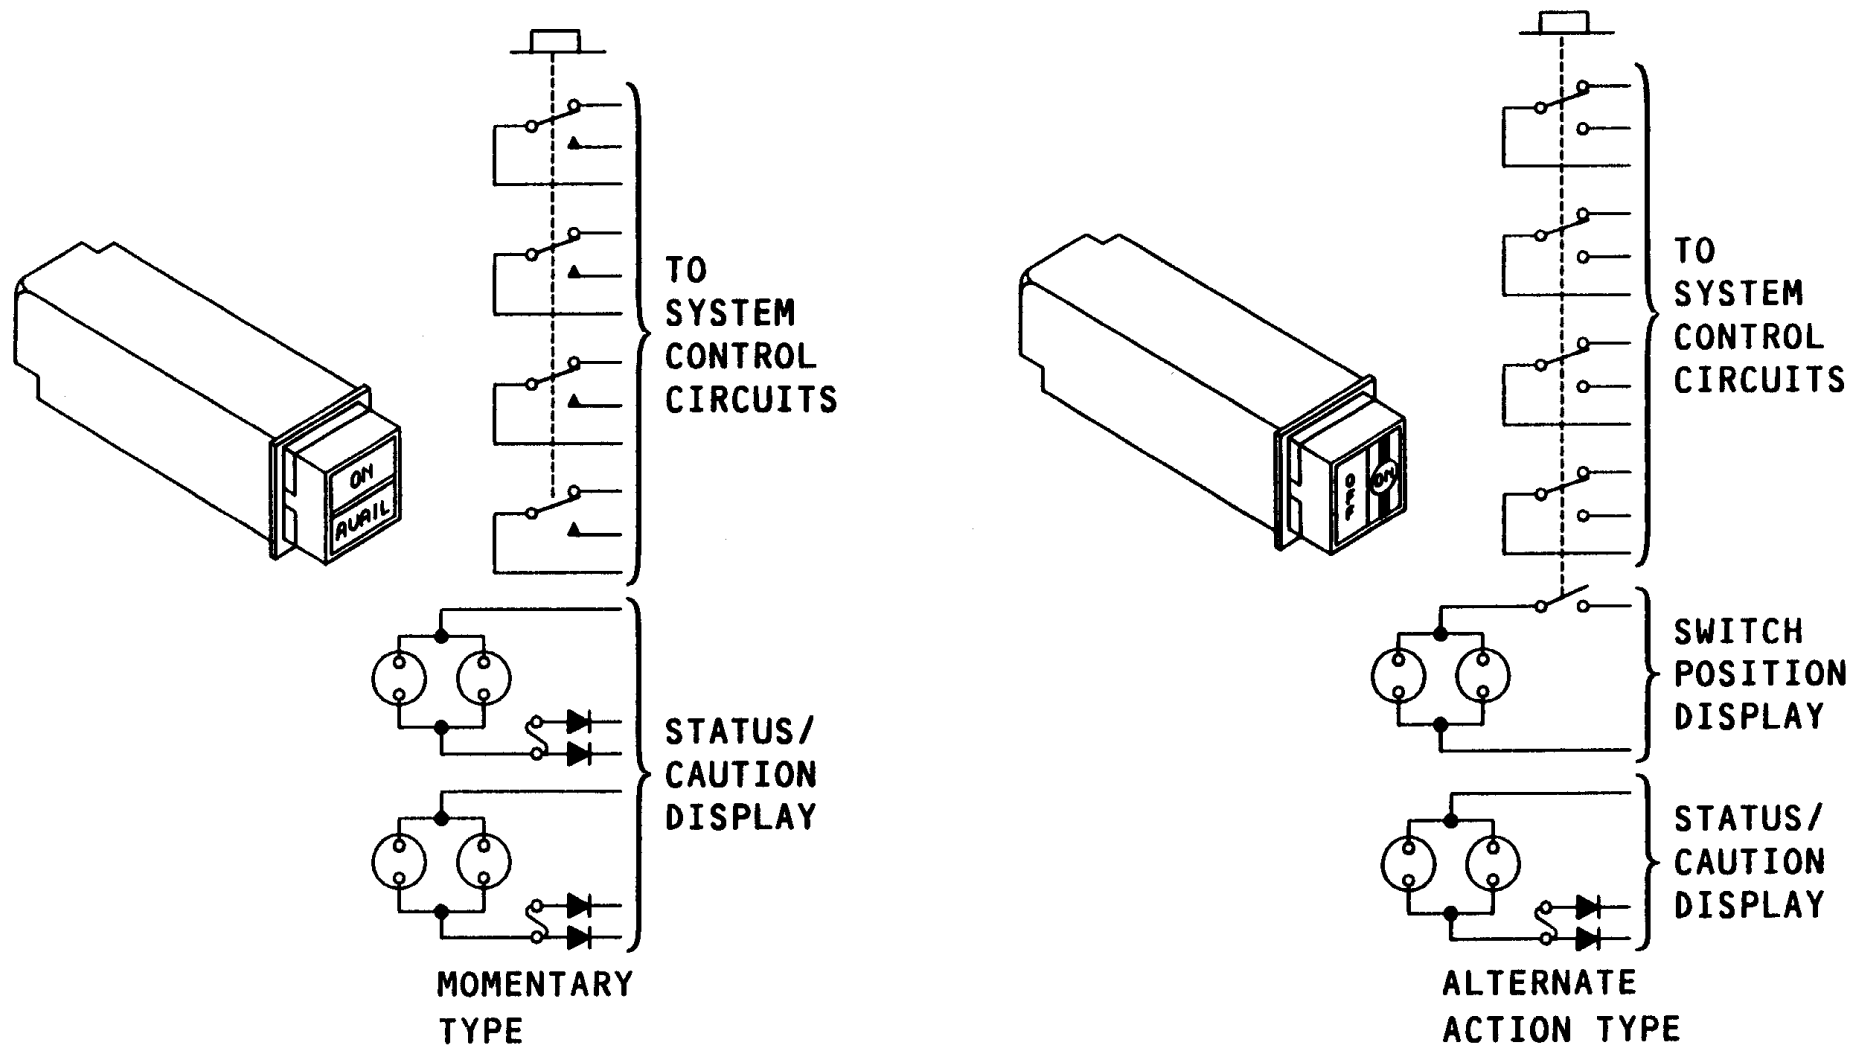 TO
SYSTEM
CONTROL
CIRCUITS
ON
AVAIL
STATUS/
CAUTION
DISPLAY
MOMENTARY
TYPE
TO
SYSTEM
CONTROL
CIRCUITS
OFF
ON
SWITCH
POSITION
DISPLAY
STATUS/
CAUTION
DISPLAY
ALTERNATE
ACTION TYPE